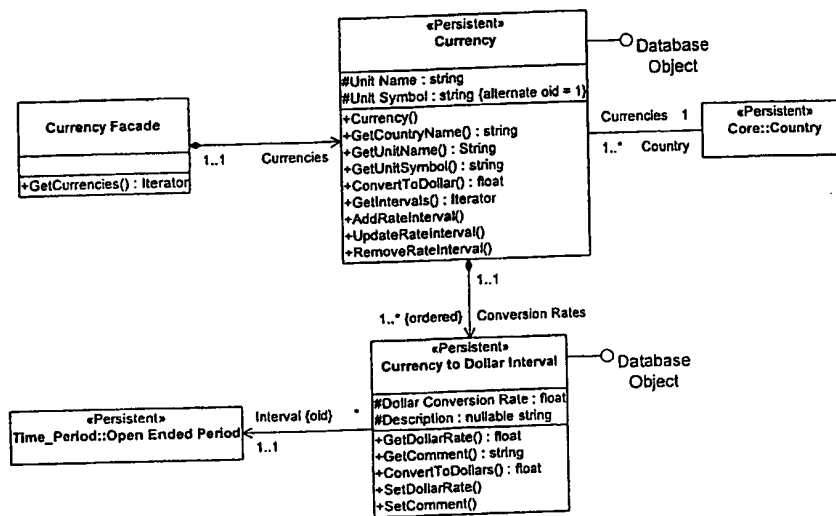 «Persistent»
Currency
Database
Object
#Unit Name : string
#Unit Symbol : string {alternate oid = 1}
+Currency()
+GetCountryName() : string
+GetUnitName() : String
+GetUnitSymbol() : string
+ConvertToDollar() : float
+GetIntervals() : Iterator
+AddRateInterval()
+UpdateRateInterval()
+RemoveRateInterval()
Currency Facade
+GetCurrencies() : Iterator
1..1
Currencies
Currencies 1
1..* Country
«Persistent»
Core::Country
1..1
1..* {ordered} Conversion Rates
«Persistent»
Currency to Dollar Interval
Database
Object
#Dollar Conversion Rate : float
#Description : nullable string
+GetDollarRate() : float
+GetComment() : string
+ConvertToDollars() : float
+SetDollarRate()
+SetComment()
Interval {oid} *
1..1
«Persistent»
Time_Period::Open Ended Period